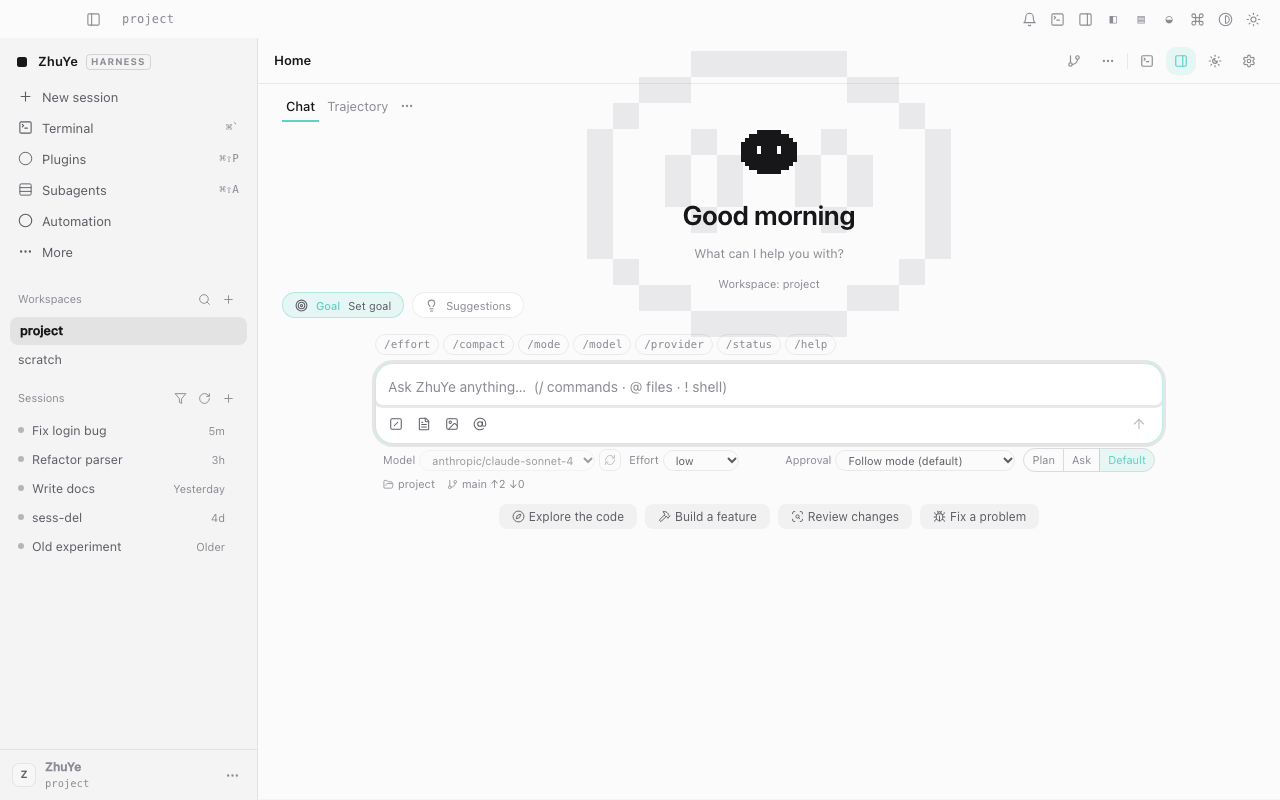 project
ZhuYe HARNESS
New session
Terminal ⌘`
Plugins ⌘⇧P
Subagents ⌘⇧A
Automation
More
Workspaces
project
scratch
Sessions
Fix login bug 5m
Refactor parser 3h
Write docs Yesterday
sess-del 4d
Old experiment Older
Z ZhuYe
project
Home
Chat Trajectory
Good morning
What can I help you with?
Workspace: project
Goal Set goal Suggestions
/effort /compact /mode /model /provider /status /help
Ask ZhuYe anything… (/ commands · @ files · ! shell)
Model anthropic/claude-sonnet-4 Effort low Approval Follow mode (default) Plan Ask Default
project main ↑2 ↓0
Explore the code Build a feature Review changes Fix a problem